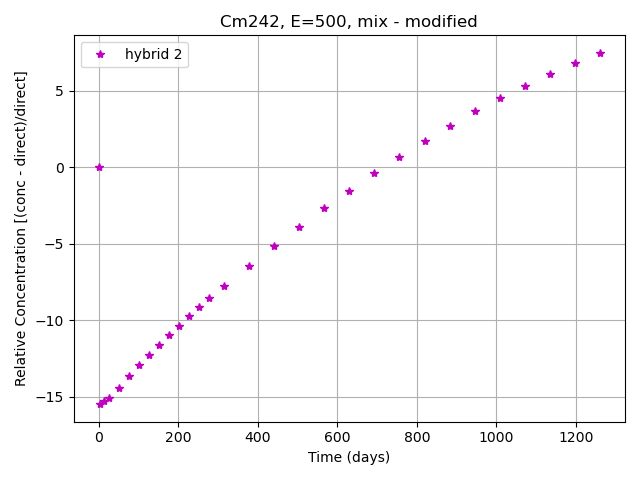 Cm242, E=500, mix - modified
hybrid 2
Relative Concentration [(conc - direct)/direct]
5
0
−5
−10
−15
0 200 400 600 800 1000 1200
Time (days)